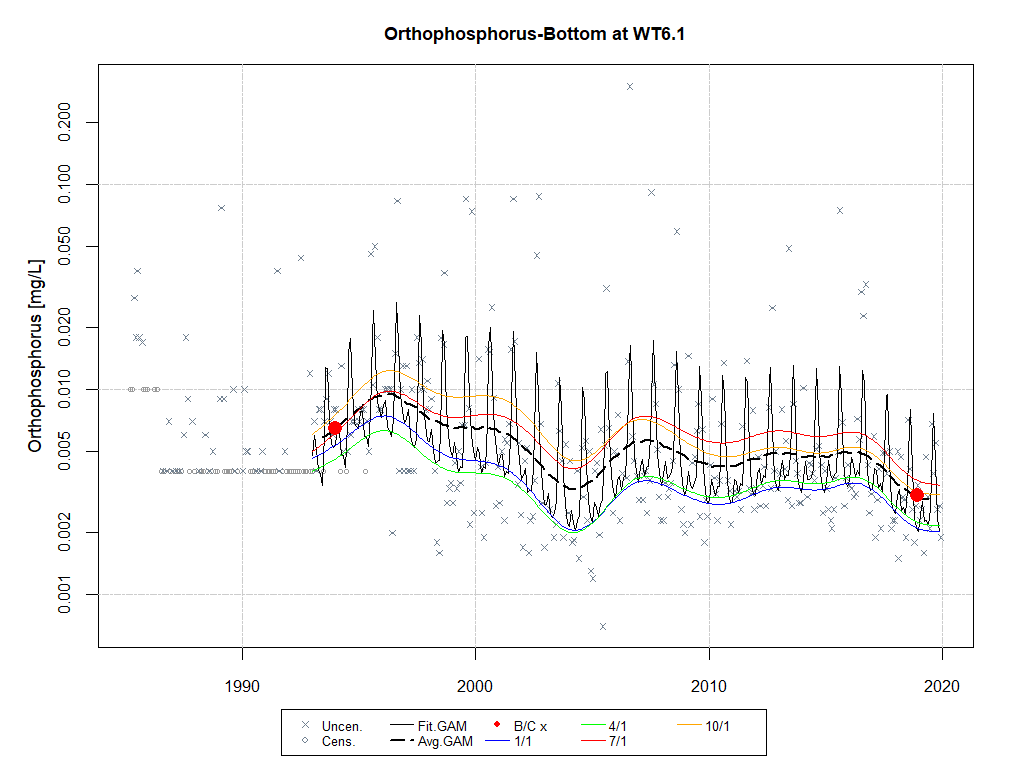 Orthophosphorus-Bottom at WT6.1
Orthophosphorus [mg/L]
0.200
0.100
0.050
0.020
0.010
0.005
0.002
0.001
1990 2000 2010 2020
Uncen. Fit.GAM B/C x 4/1 10/1
Cens. Avg.GAM 1/1 7/1